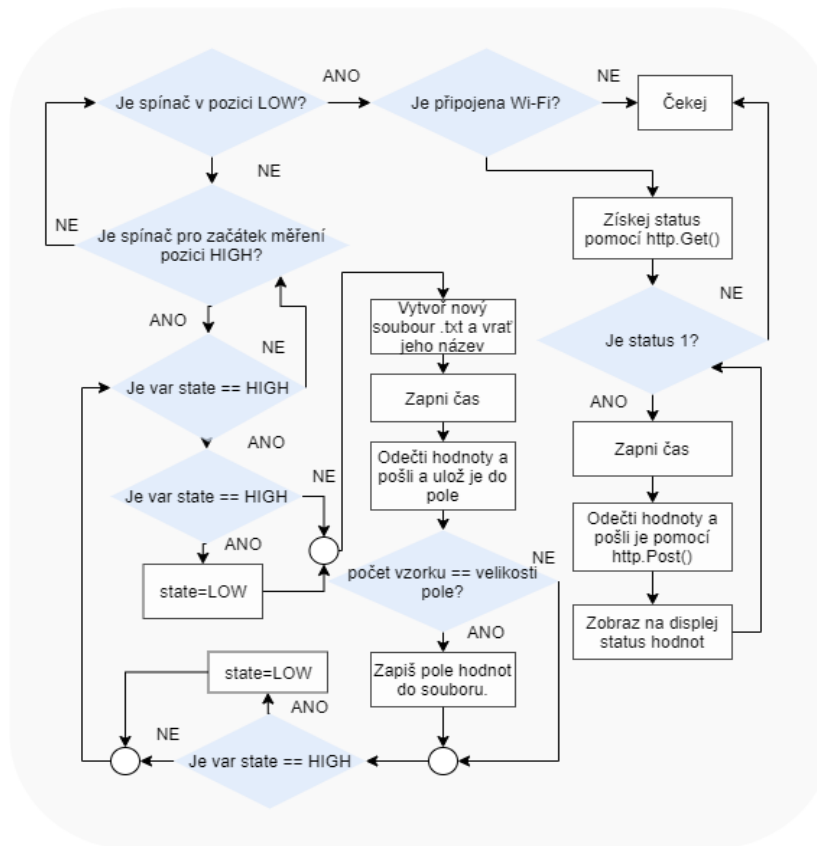 ANO
NE
Je spínač v pozici LOW?
Je připojena Wi-Fi?
Čekej
NE
NE
Je spínač pro začátek měření
pozici HIGH?
Získej status
pomocí http.Get()
NE
ANO
NE
Vytvoř nový
soubour .txt a vrať
jeho název
Je status 1?
Je var state == HIGH
Zapni čas
ANO
ANO
Zapni čas
Odečti hodnoty a
pošli a ulož je do
pole
NE
Je var state == HIGH
Odečti hodnoty a
pošli je pomocí
http.Post()
ANO
NE
state=LOW
počet vzorku == velikosti
pole?
Zobraz na displej
status hodnot
ANO
state=LOW
Zapiš pole hodnot
do souboru.
ANO
NE
Je var state == HIGH